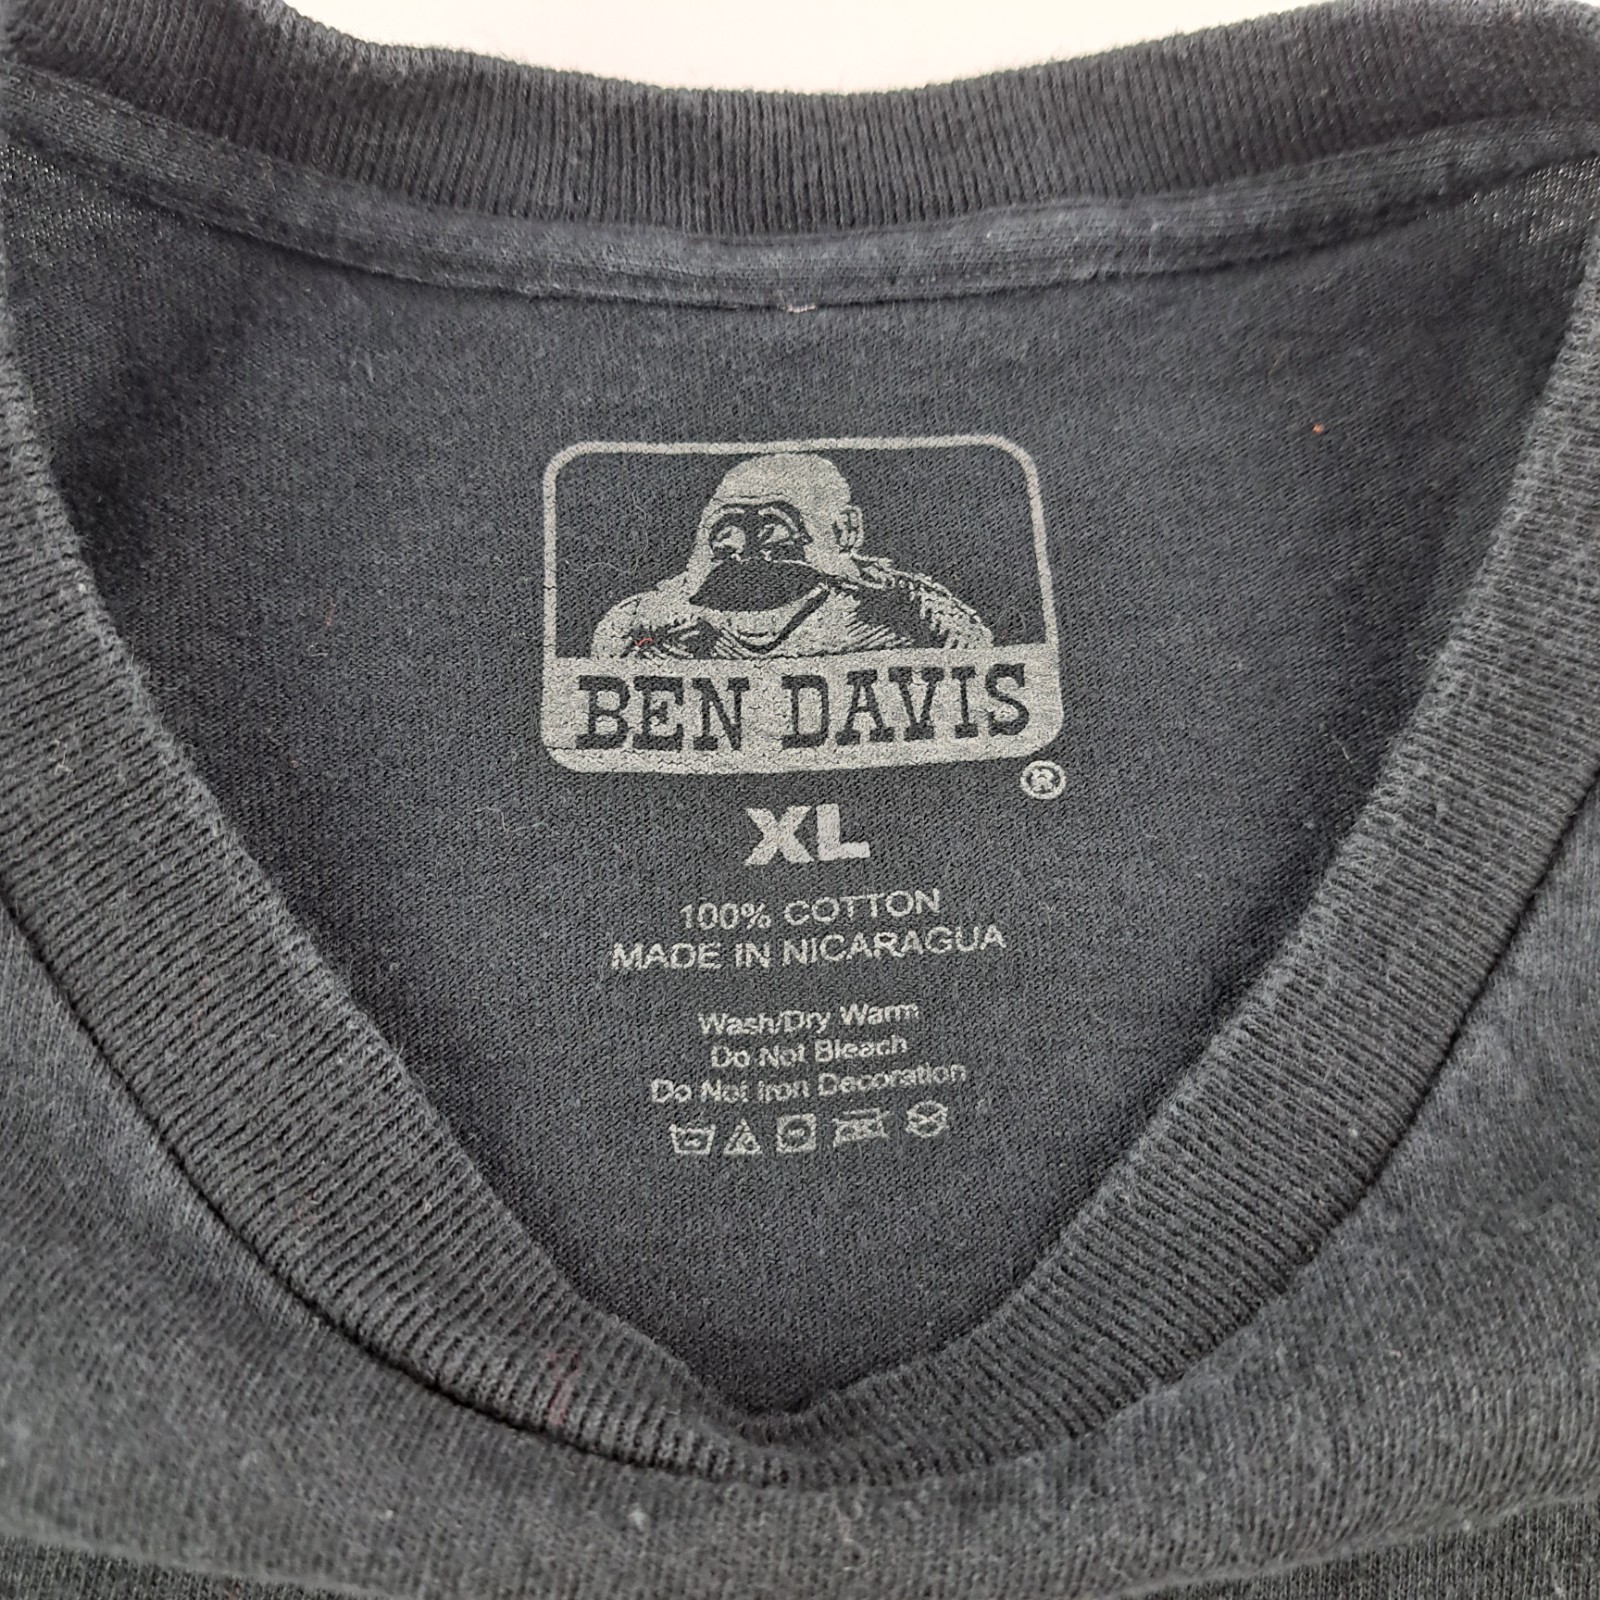 BEN DAVIS
®
XL
100% COTTON
MADE IN NICARAGUA
Wash/Dry Warm
Do Not Bleach
Do Not Iron Decoration